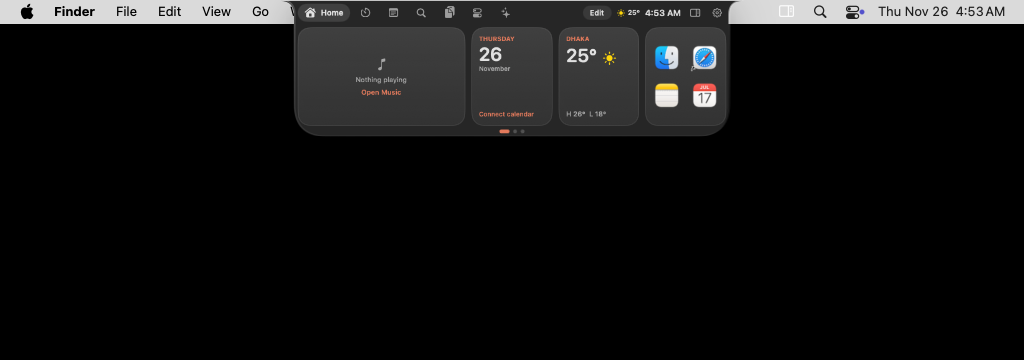 Finder File Edit View Go
Home
Edit 25° 4:53 AM
Thu Nov 26 4:53 AM
Nothing playing
Open Music
THURSDAY
26
November
Connect calendar
DHAKA
25°
H 26° L 18°
JUL
17